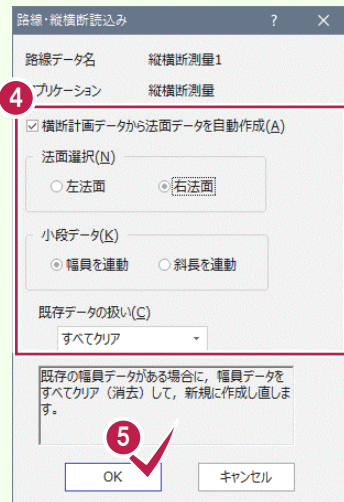 路線・縦横断読込み ? ×
路線データ名 縦横断測量1
プリケーション 縦横断測量
4
横断計画データから法面データを自動作成(A)
法面選択(N)
左法面 右法面
小段データ(K)
幅員を連動 斜長を連動
既存データの扱い(C)
すべてクリア
既存の幅員データがある場合に，幅員データを
すべてクリア（消去）して，新規に作成し直しま
す。
5
OK キャンセル